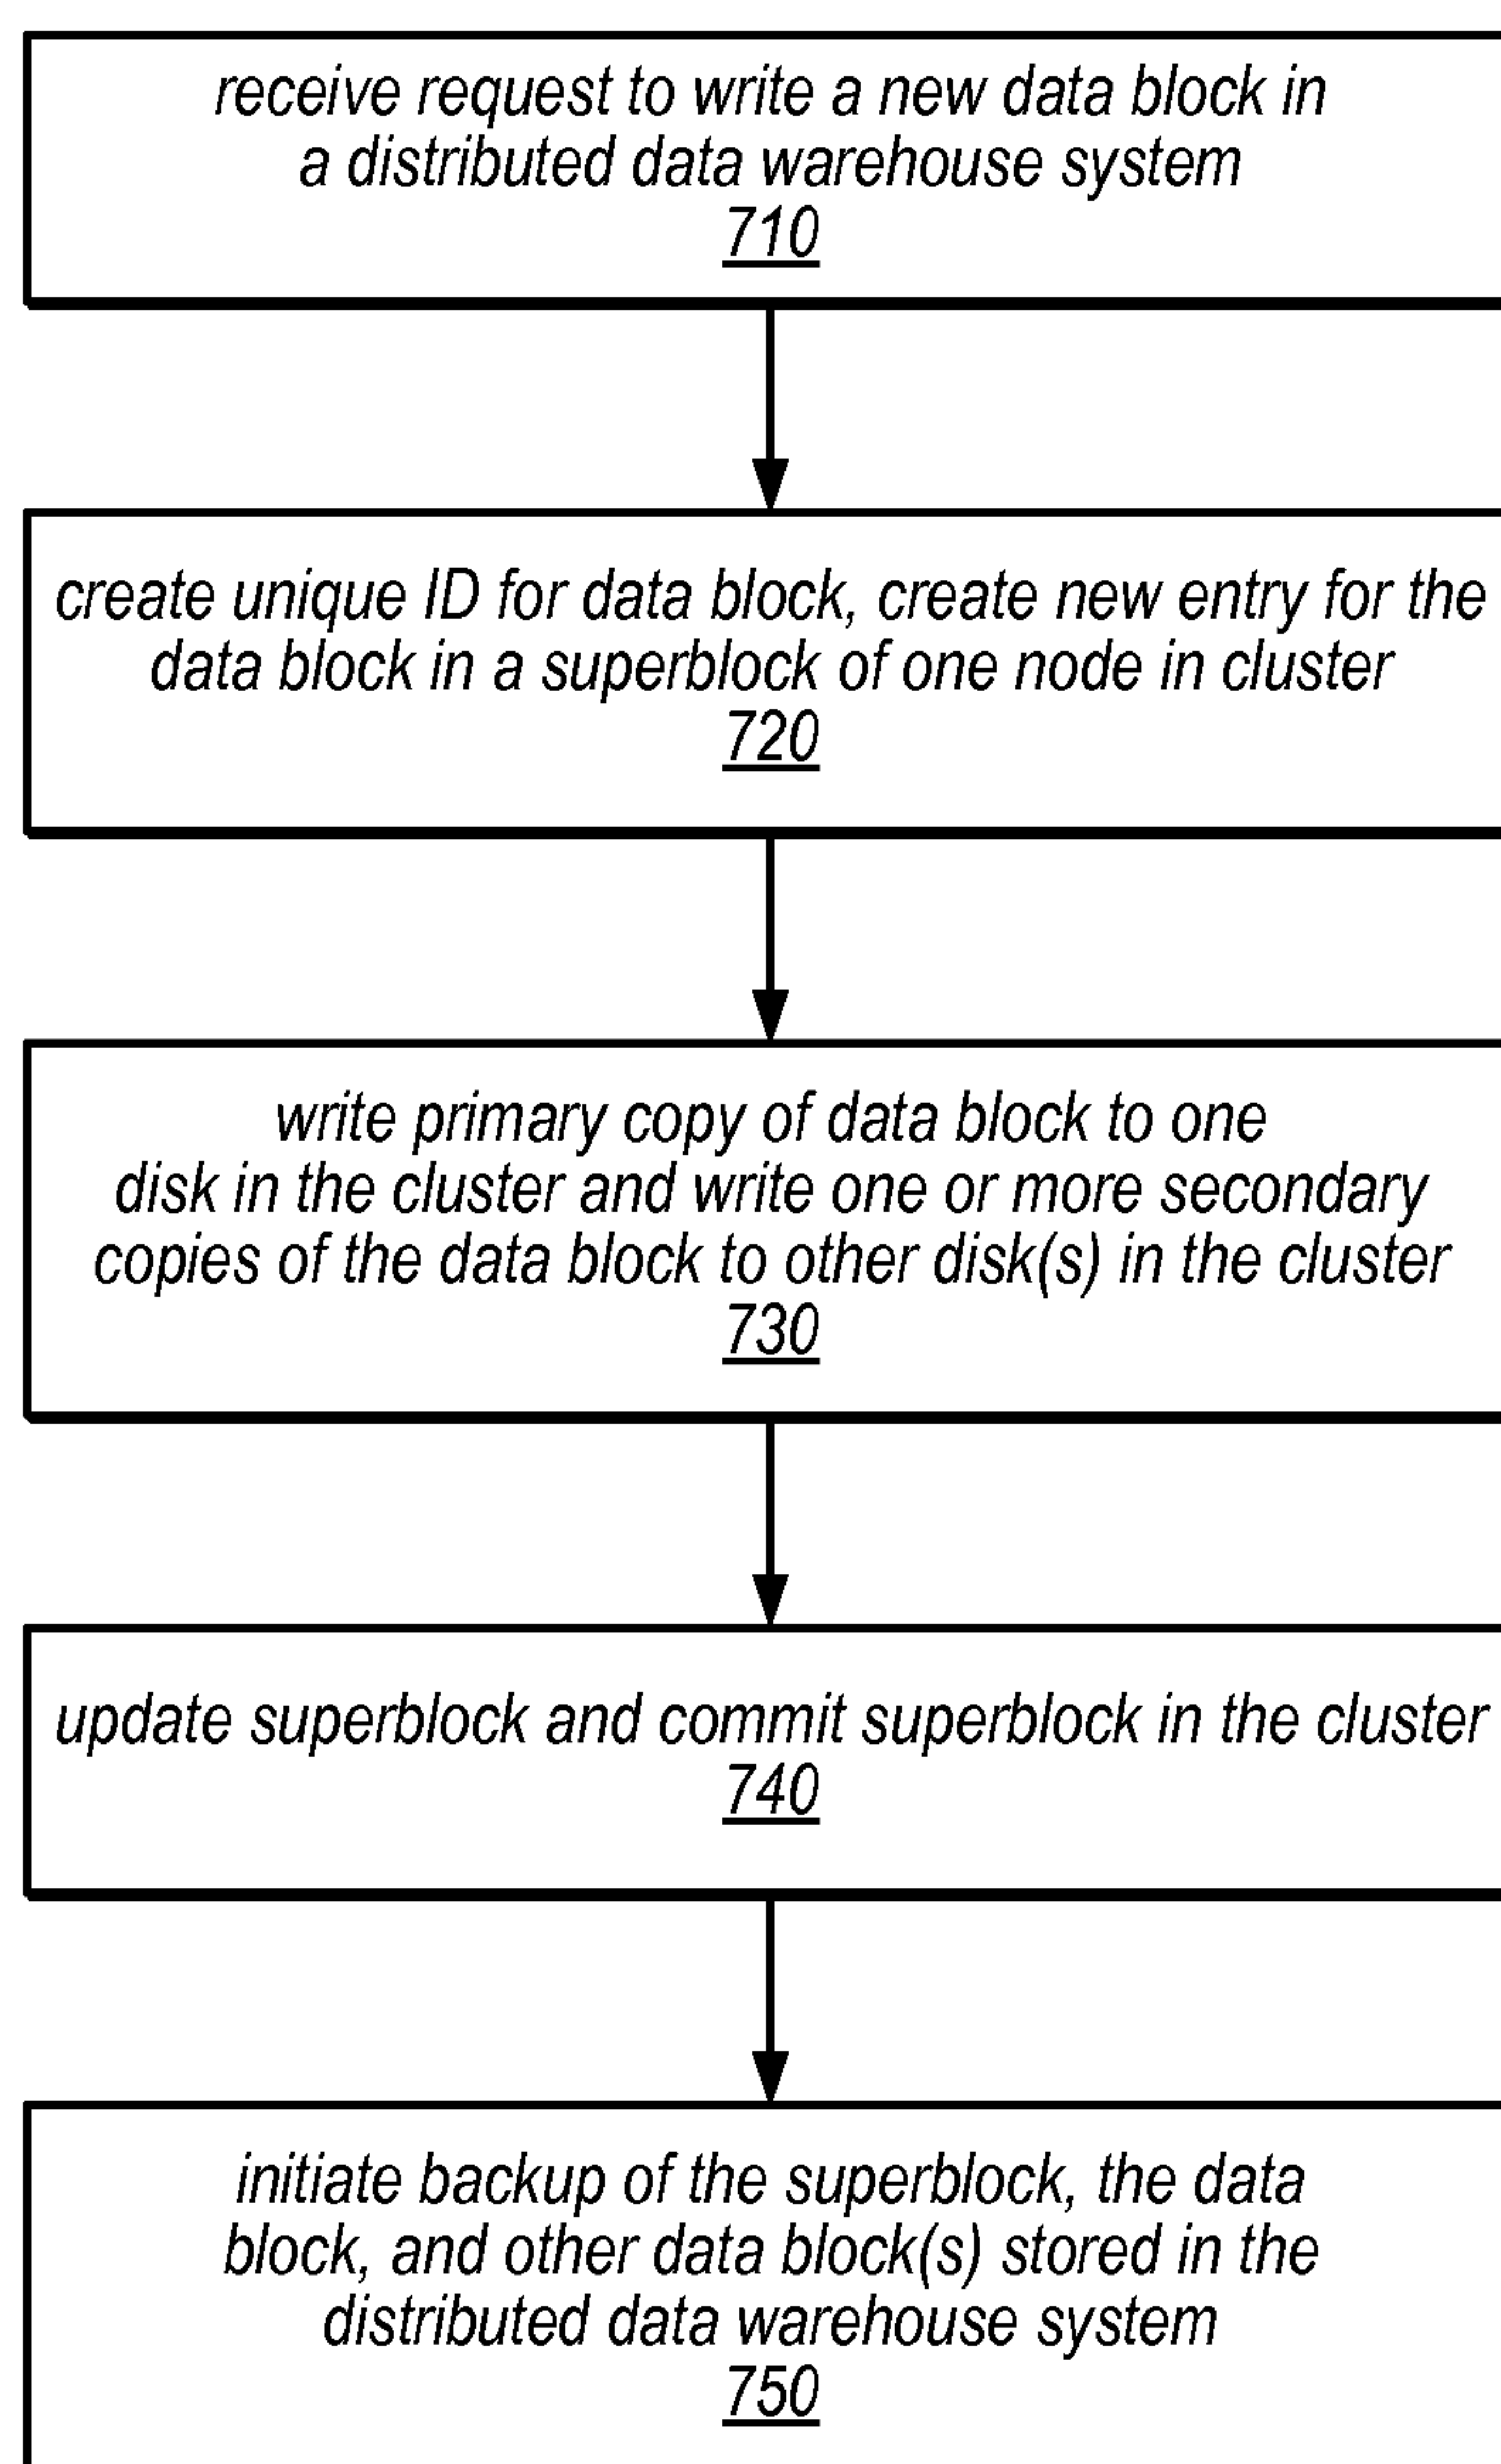 receive request to write a new data block in
a distributed data warehouse system
710
create unique ID for data block, create new entry for the
data block in a superblock of one node in cluster
720
write primary copy of data block to one
disk in the cluster and write one or more secondary
copies of the data block to other disk(s) in the cluster
730
update superblock and commit superblock in the cluster
740
initiate backup of the superblock, the data
block, and other data block(s) stored in the
distributed data warehouse system
750